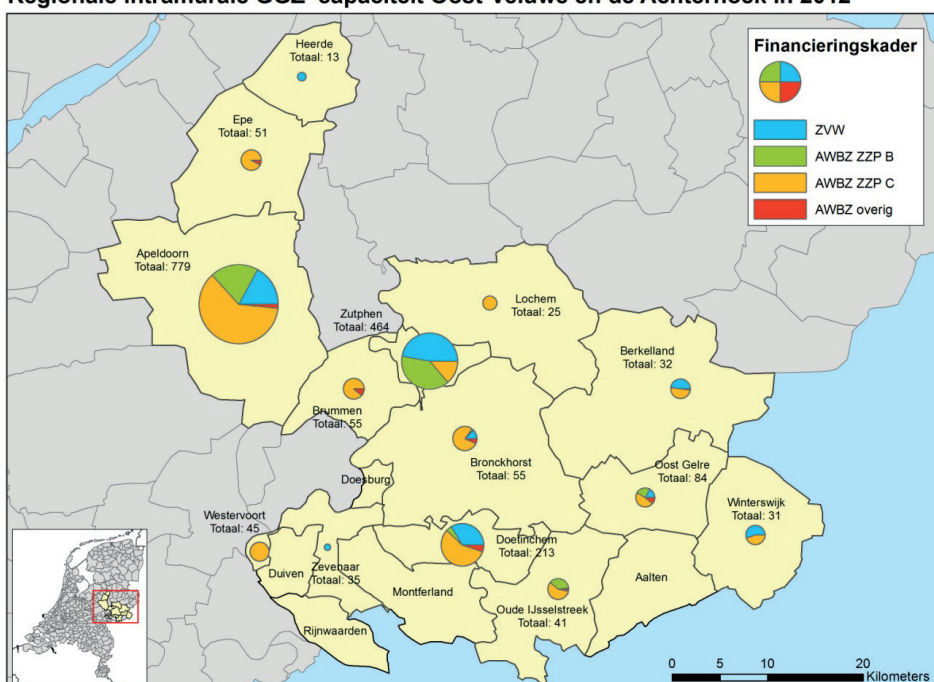 Regionale intramurale GGZ-capaciteit Oost-Veluwe en de Achterhoek in 2012
Heerde
Totaal: 13
Financieringskader
ZVW
AWBZ ZZP B
AWBZ ZZP C
AWBZ overig
Epe
Totaal: 51
Apeldoorn
Totaal: 779
Lochem
Totaal: 25
Zutphen
Totaal: 464
Berkelland
Totaal: 32
Brummen
Totaal: 55
Bronckhorst
Totaal: 55
Oost Gelre
Totaal: 84
Doesburg
Winterswijk
Totaal: 31
Westervoort
Totaal: 45
Doetinchem
Totaal: 213
Duiven
Zevenaar
Totaal: 35
Montferland
Aalten
Oude IJsselstreek
Totaal: 41
Rijnwaarden
0 5 10 20
Kilometers